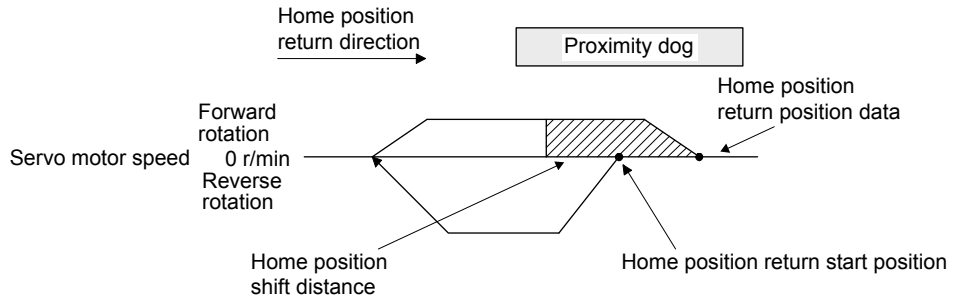 Home position
return direction
Proximity dog
Home position
return position data
Forward
rotation
Servo motor speed 0 r/min
Reverse
rotation
Home position
shift distance
Home position return start position